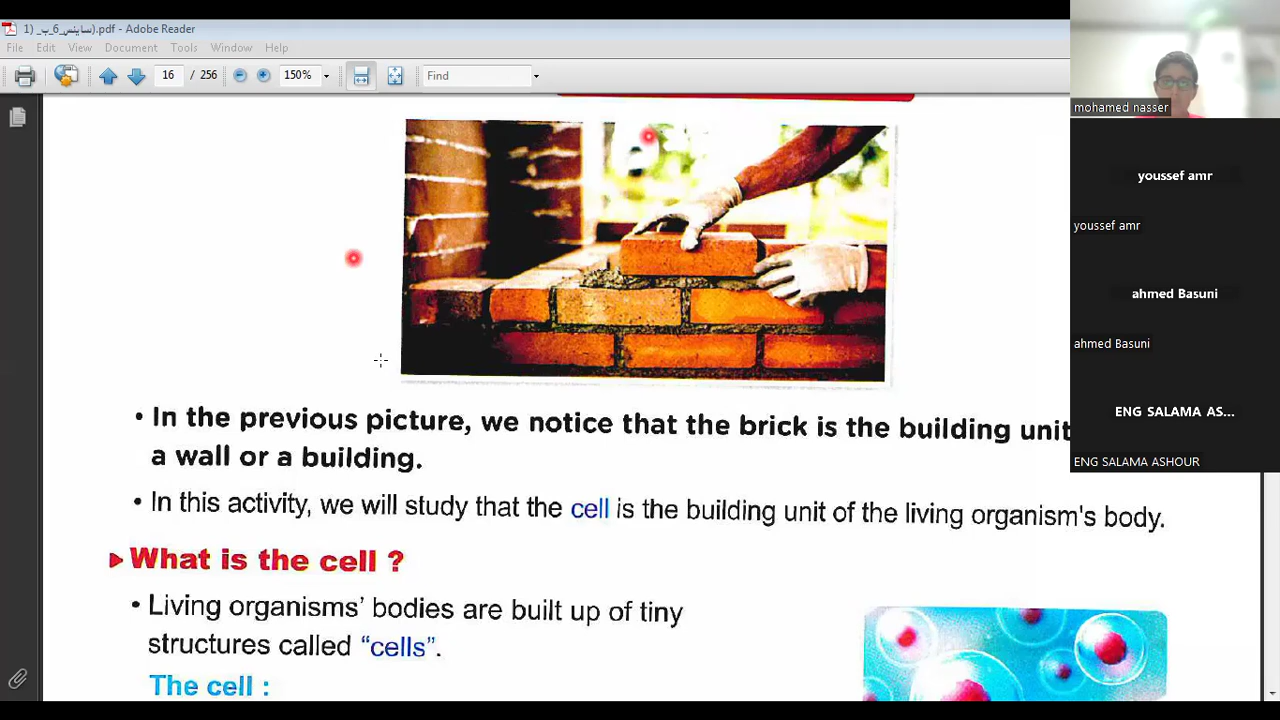 1) _ساينس_6_ب).pdf - Adobe Reader
File Edit View Document Tools Window Help
16 / 256 150% Find
In the previous picture, we notice that the brick is the building unit
a wall or a building.
In this activity, we will study that the cell is the building unit of the living organism's body.
What is the cell ?
Living organisms' bodies are built up of tiny
structures called “cells”.
The cell :
mohamed nasser
youssef amr
youssef amr
ahmed Basuni
ahmed Basuni
ENG SALAMA AS...
ENG SALAMA ASHOUR